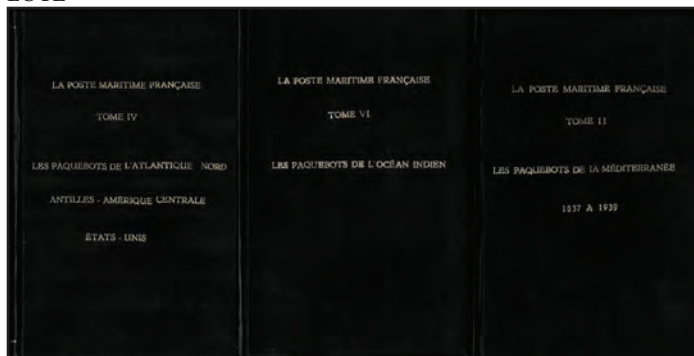 LA POSTE MARITIME FRANÇAISE
TOME IV
LES PAQUEBOTS DE L'ATLANTIQUE NORD
ANTILLES - AMÉRIQUE CENTRALE
ÉTATS - UNIS
LA POSTE MARITIME FRANÇAISE
TOME VI
LES PAQUEBOTS DE L'OCÉAN INDIEN
LA POSTE MARITIME FRANÇAISE
TOME II
LES PAQUEBOTS DE LA MÉDITERRANÉE
1837 A 1939